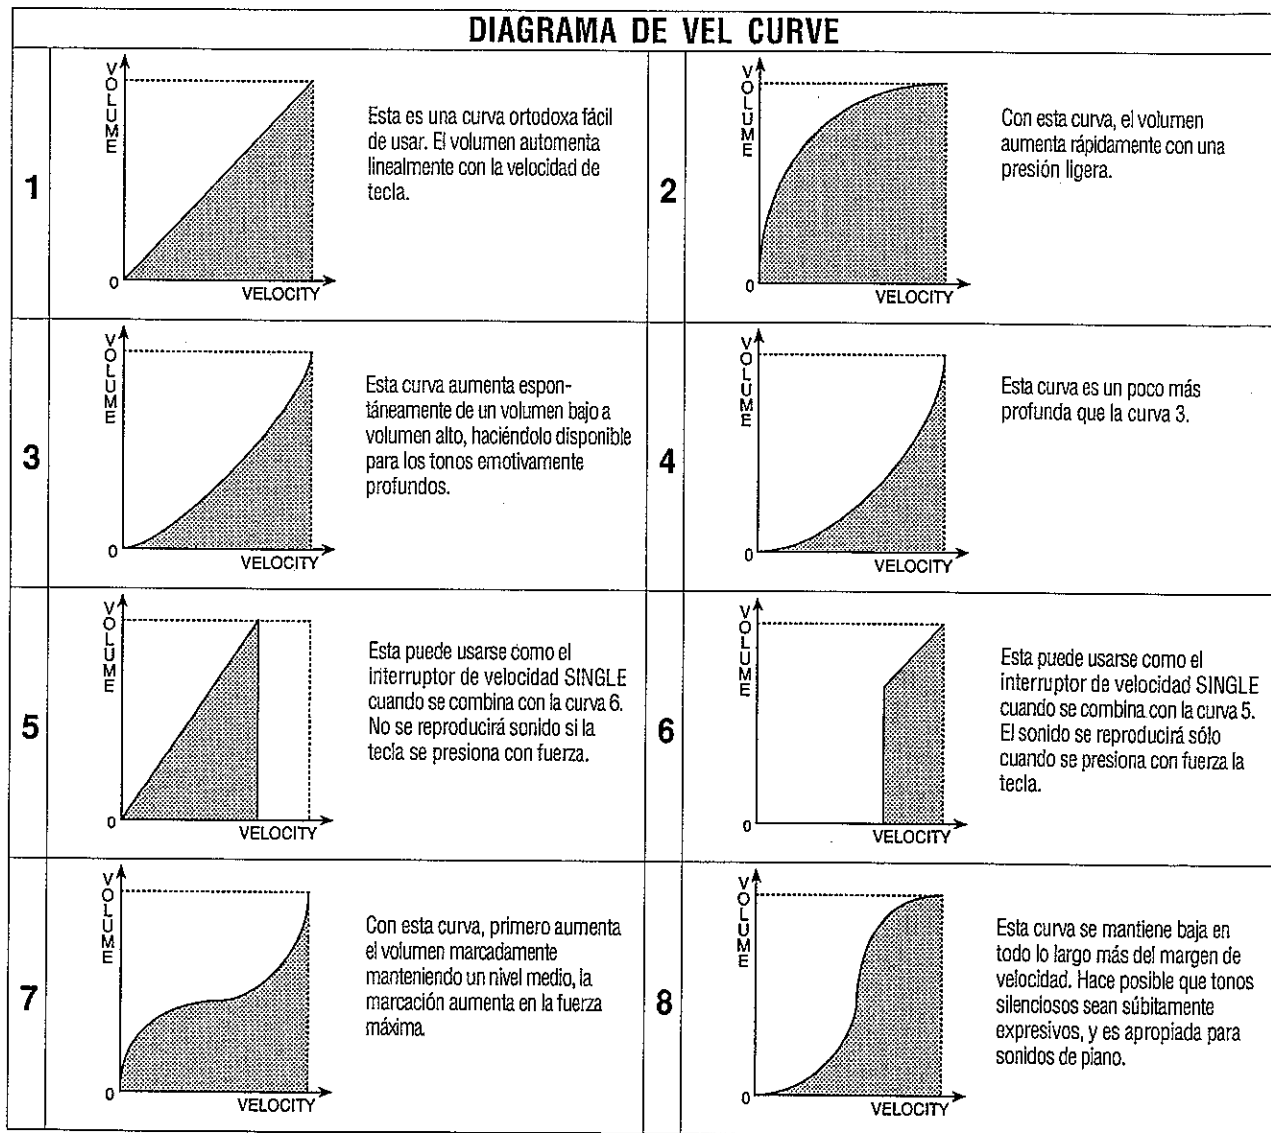 DIAGRAMA DE VEL CURVE
1
VOLUME
0
VELOCITY
Esta es una curva ortodoxa fácil
de usar. El volumen automenta
linealmente con la velocidad de
tecla.
2
VOLUME
0
VELOCITY
Con esta curva, el volumen
aumenta rápidamente con una
presión ligera.
3
VOLUME
0
VELOCITY
Esta curva aumenta espon-
táneamente de un volumen bajo a
volumen alto, haciéndolo disponible
para los tonos emotivamente
profundos.
4
VOLUME
0
VELOCITY
Esta curva es un poco más
profunda que la curva 3.
5
VOLUME
0
VELOCITY
Esta puede usarse como el
interruptor de velocidad SINGLE
cuando se combina con la curva 6.
No se reproducirá sonido si la
tecla se presiona con fuerza.
6
VOLUME
0
VELOCITY
Esta puede usarse como el
interruptor de velocidad SINGLE
cuando se combina con la curva 5.
El sonido se reproducirá sólo
cuando se presiona con fuerza la
tecla.
7
VOLUME
0
VELOCITY
Con esta curva, primero aumenta
el volumen marcadamente
manteniendo un nivel medio, la
marcación aumenta en la fuerza
máxima.
8
VOLUME
0
VELOCITY
Esta curva se mantiene baja en
todo lo largo más del margen de
velocidad. Hace posible que tonos
silenciosos sean súbitamente
expresivos, y es apropiada para
sonidos de piano.